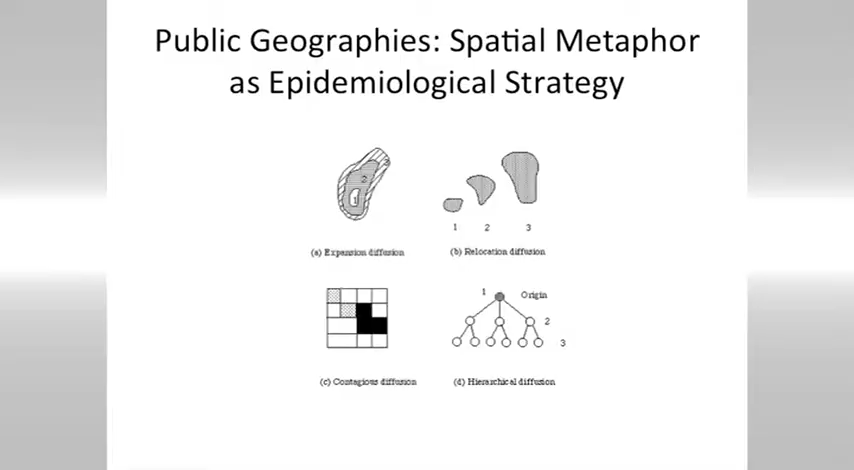 Public Geographies: Spatial Metaphor
as Epidemiological Strategy
2
1
1 2 3
(a) Expansion diffusion
(b) Relocation diffusion
1 Origin
2
3
(c) Contagious diffusion
(d) Hierarchical diffusion